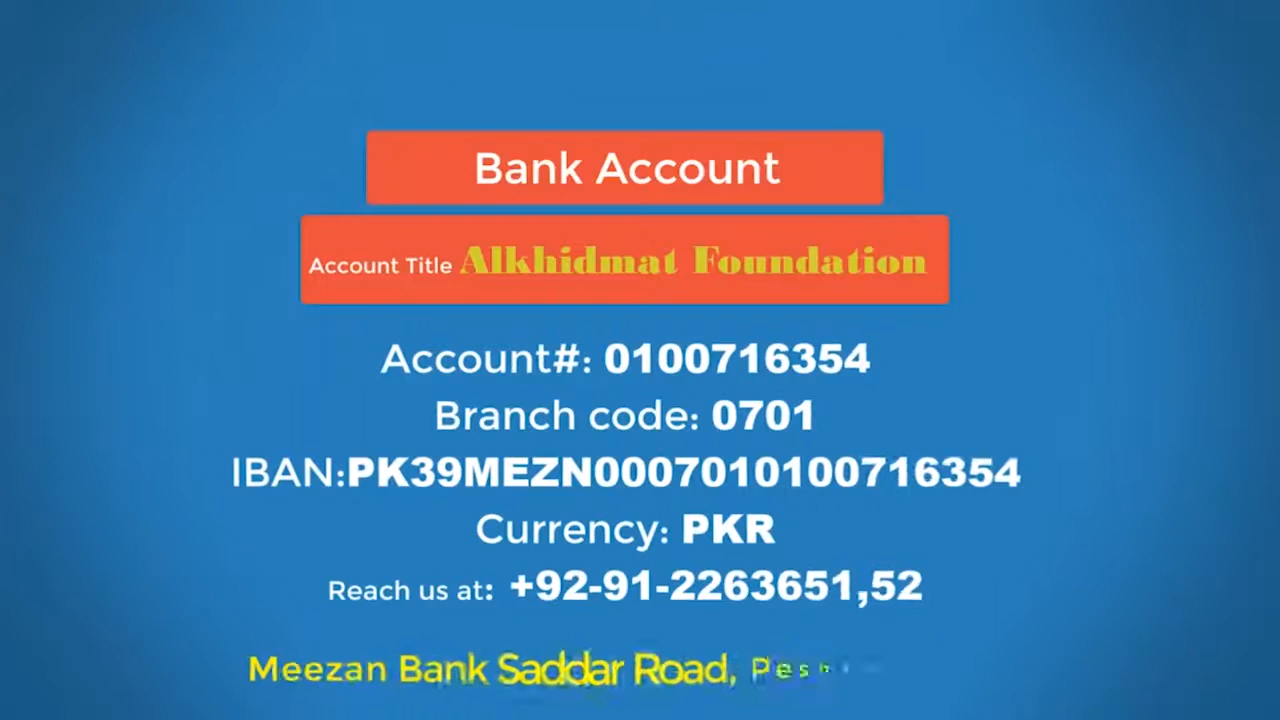 Bank Account
Account Title Alkhidmat Foundation
Account#: 0100716354
Branch code: 0701
IBAN:PK39MEZN0007010100716354
Currency: PKR
Reach us at: +92-91-2263651,52
Meezan Bank Saddar Road,